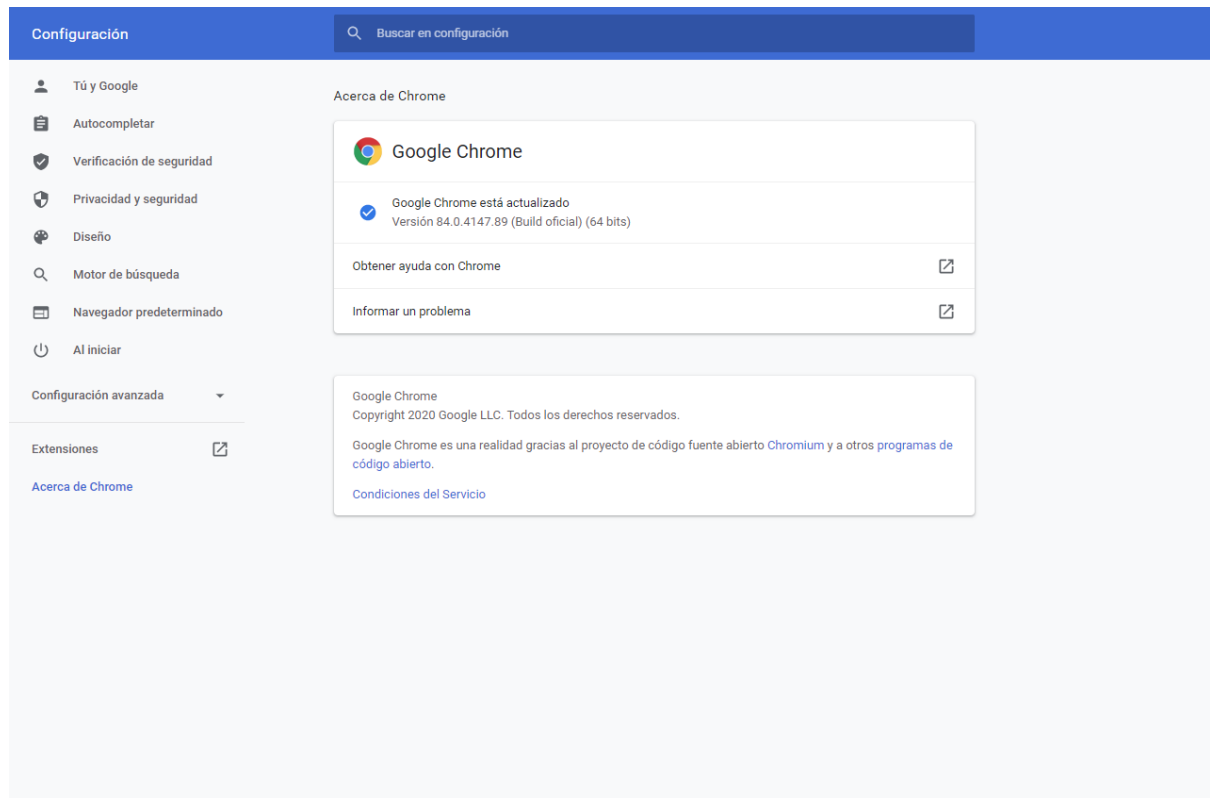 Configuración
Buscar en configuración
Tú y Google
Autocompletar
Verificación de seguridad
Privacidad y seguridad
Diseño
Motor de búsqueda
Navegador predeterminado
Al iniciar
Configuración avanzada
Extensiones
Acerca de Chrome
Acerca de Chrome
Google Chrome
Google Chrome está actualizado
Versión 84.0.4147.89 (Build oficial) (64 bits)
Obtener ayuda con Chrome
Informar un problema
Google Chrome
Copyright 2020 Google LLC. Todos los derechos reservados.
Google Chrome es una realidad gracias al proyecto de código fuente abierto Chromium y a otros programas de
código abierto.
Condiciones del Servicio